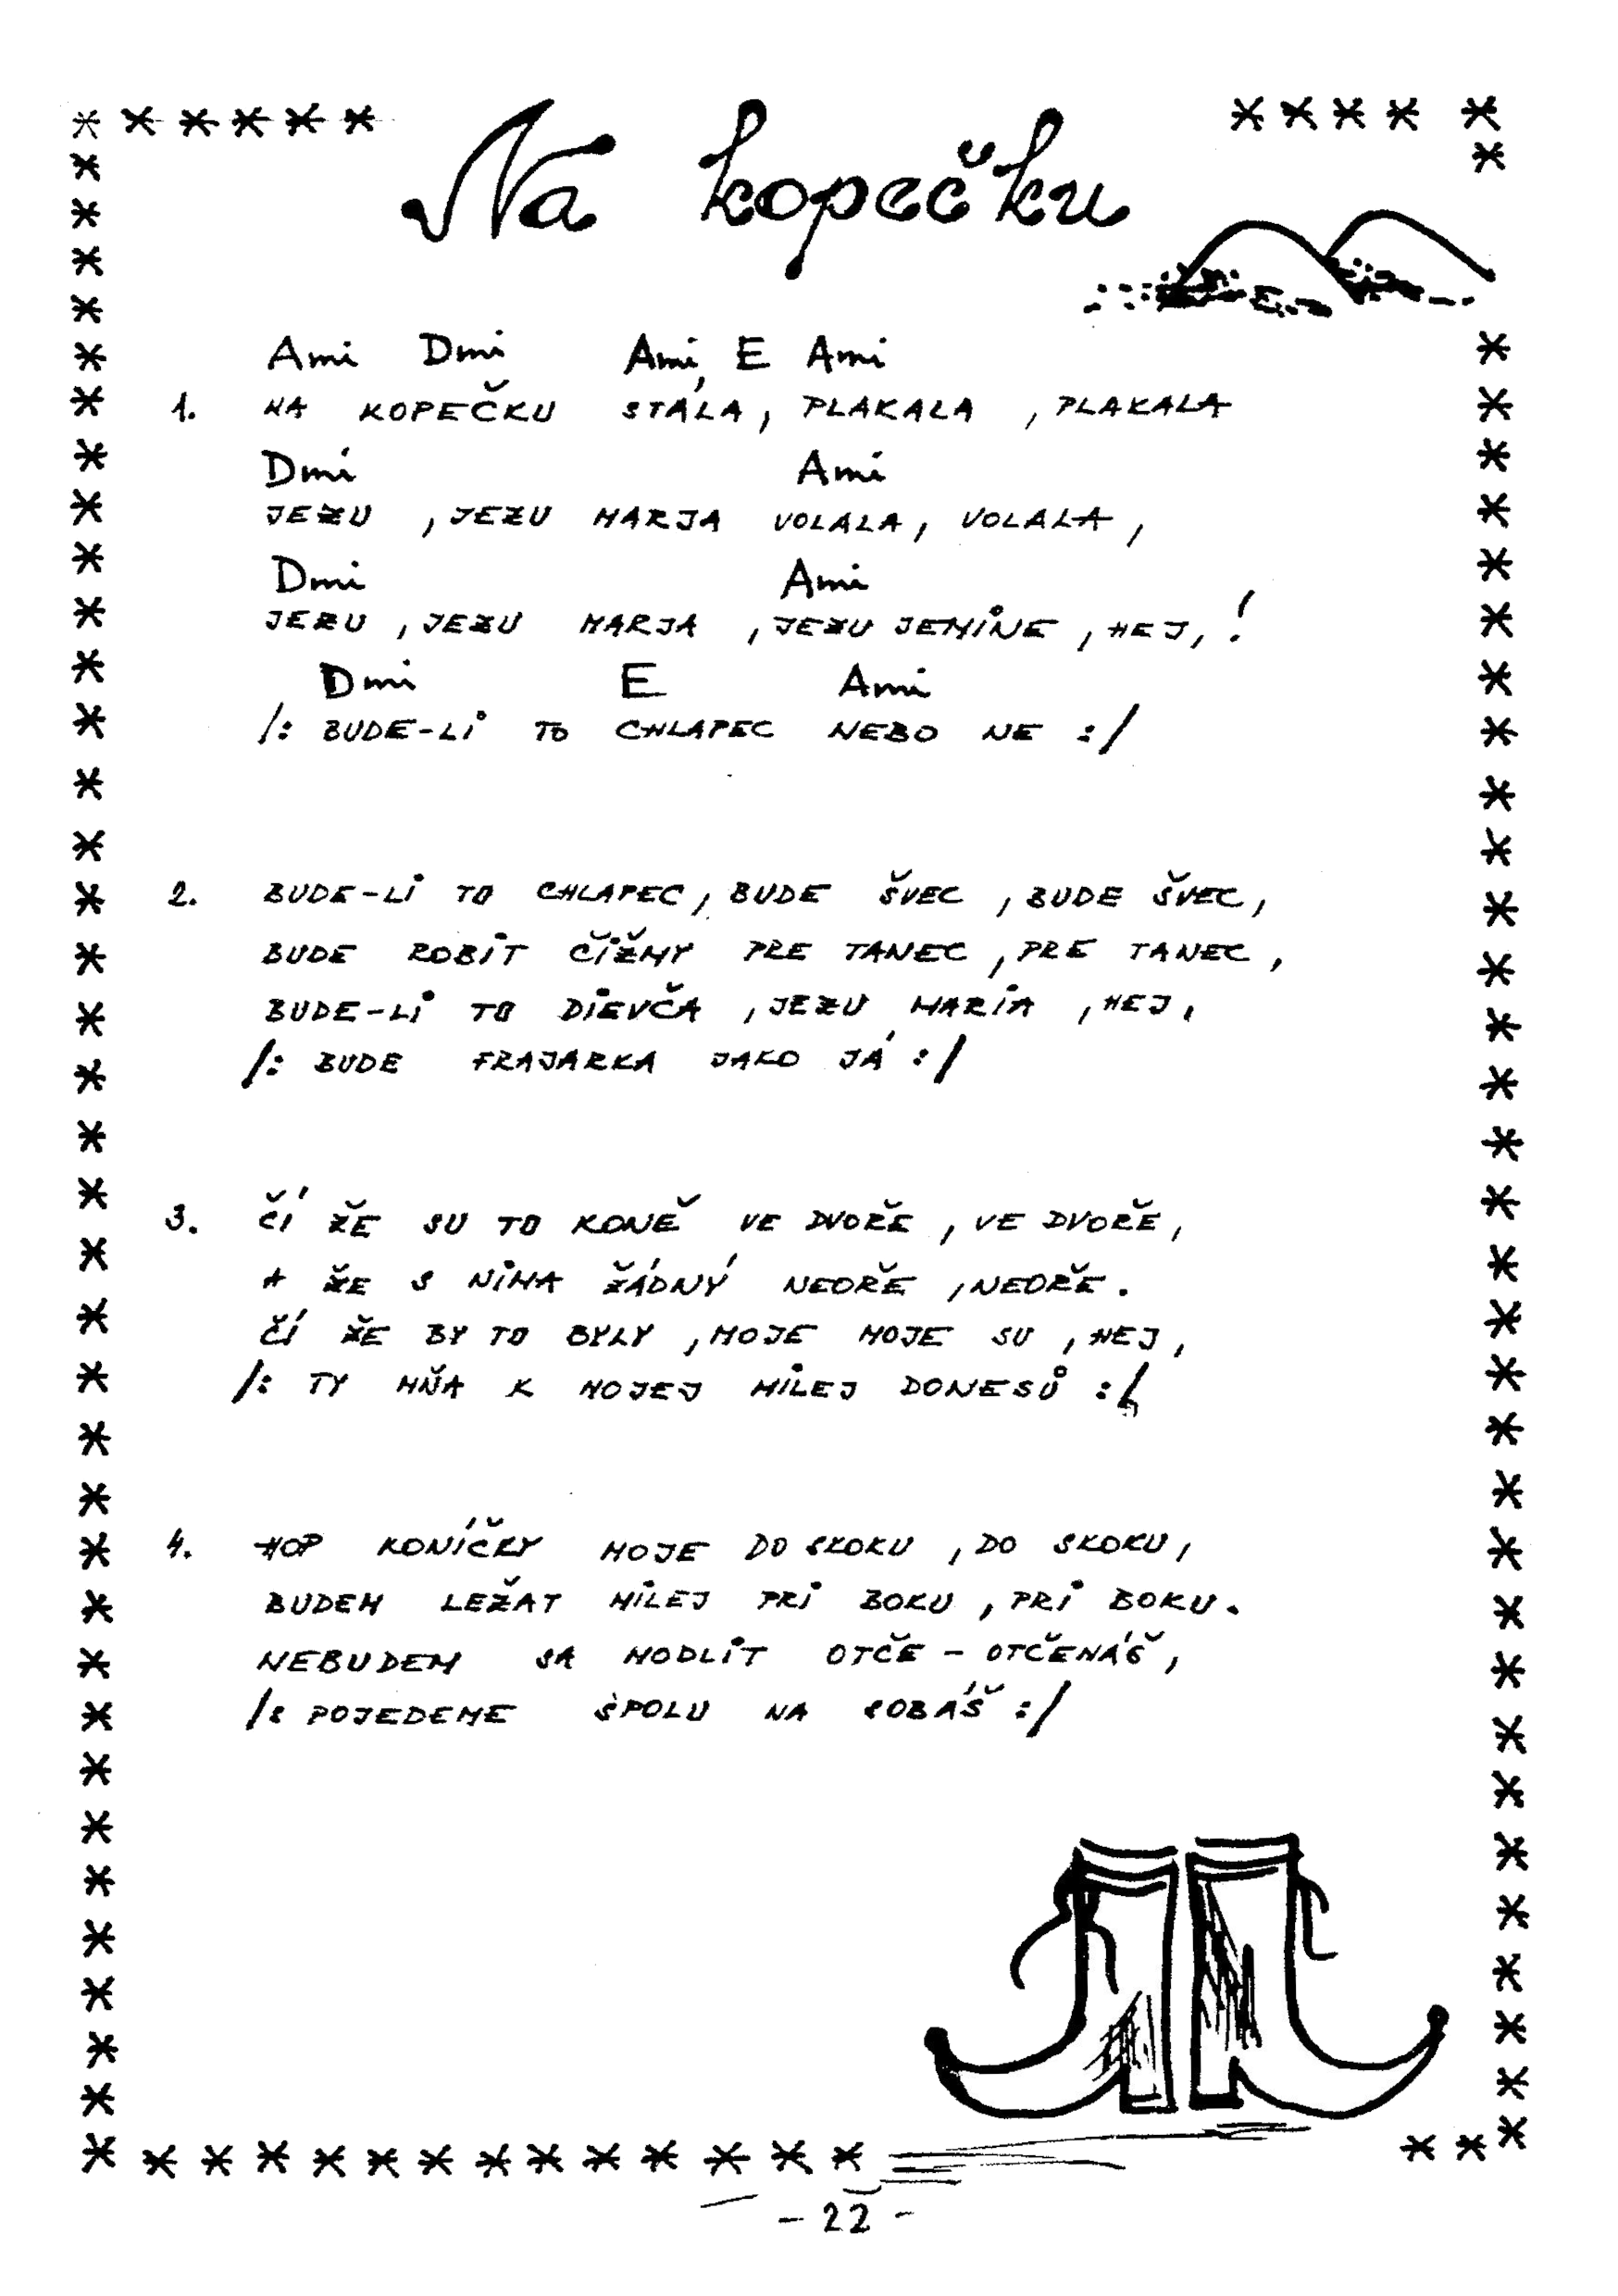 Na kopečku
Ami Dmi Ami E Ami
1. NA KOPEČKU STÁLA, PLAKALA, PLAKALA
Dmi Ami
JEZU, JEZU MARJA VOLALA, VOLALA,
Dmi Ami
JEZU, JEZU MARJA, JEZU JEMINE, HEJ, !
Dmi E Ami
/: BUDE-LI TO CHLAPEC NEBO NE :/
2. BUDE-LI TO CHLAPEC, BUDE ŠVEC, BUDE ŠVEC,
BUDE ROBIT ČIŽMY PRE TANEC, PRE TANEC,
BUDE-LI TO DIEVČA, JEZU MARIA, HEJ,
/: BUDE FRAJARKA JAKO JÁ :/
3. ČÍ ŽE SU TO KONĚ VE DVOŘE, VE DVOŘE,
A ŽE S NIMA ŽÁDNÝ NEOŘE, NEOŘE.
ČÍ ŽE BY TO BYLY, MOJE MOJE SU, HEJ,
/: TY MŇA K MOJEJ MILEJ DONESŮ :/
4. HOP KONÍČKY MOJE DO SKOKU, DO SKOKU,
BUDEM LEŽAT MILEJ PRI BOKU, PRI BOKU.
NEBUDEM SA MODLIT OTČE - OTČENÁŠ,
/: POJEDEME SPOLU NA SOBÁŠ :/
- 22 -